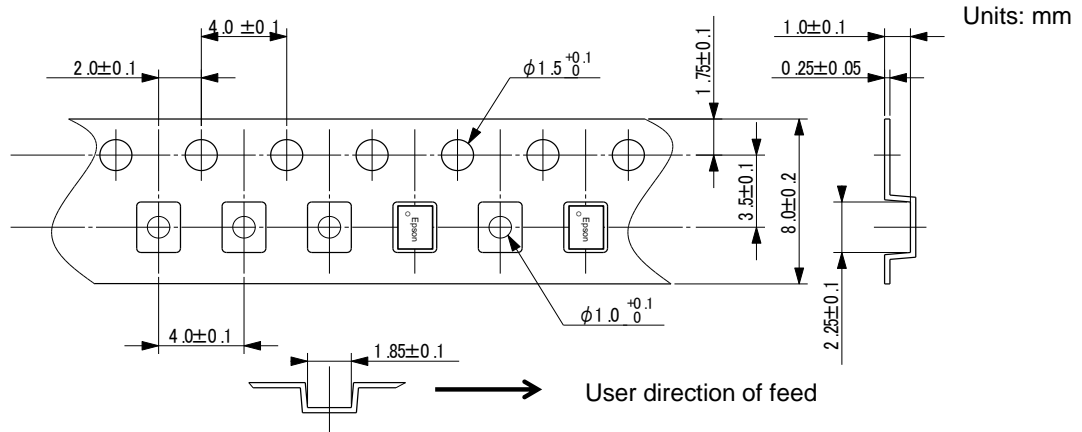 Units: mm
4.0 ±0.1
1.0±0.1
2.0±0.1
φ1.5 +0.1 0
1.75±0.1
0.25±0.05
3.5±0.1
8.0±0.2
Epson
Epson
2.25±0.1
φ1.0 +0.1 0
4.0±0.1
1.85±0.1
User direction of feed